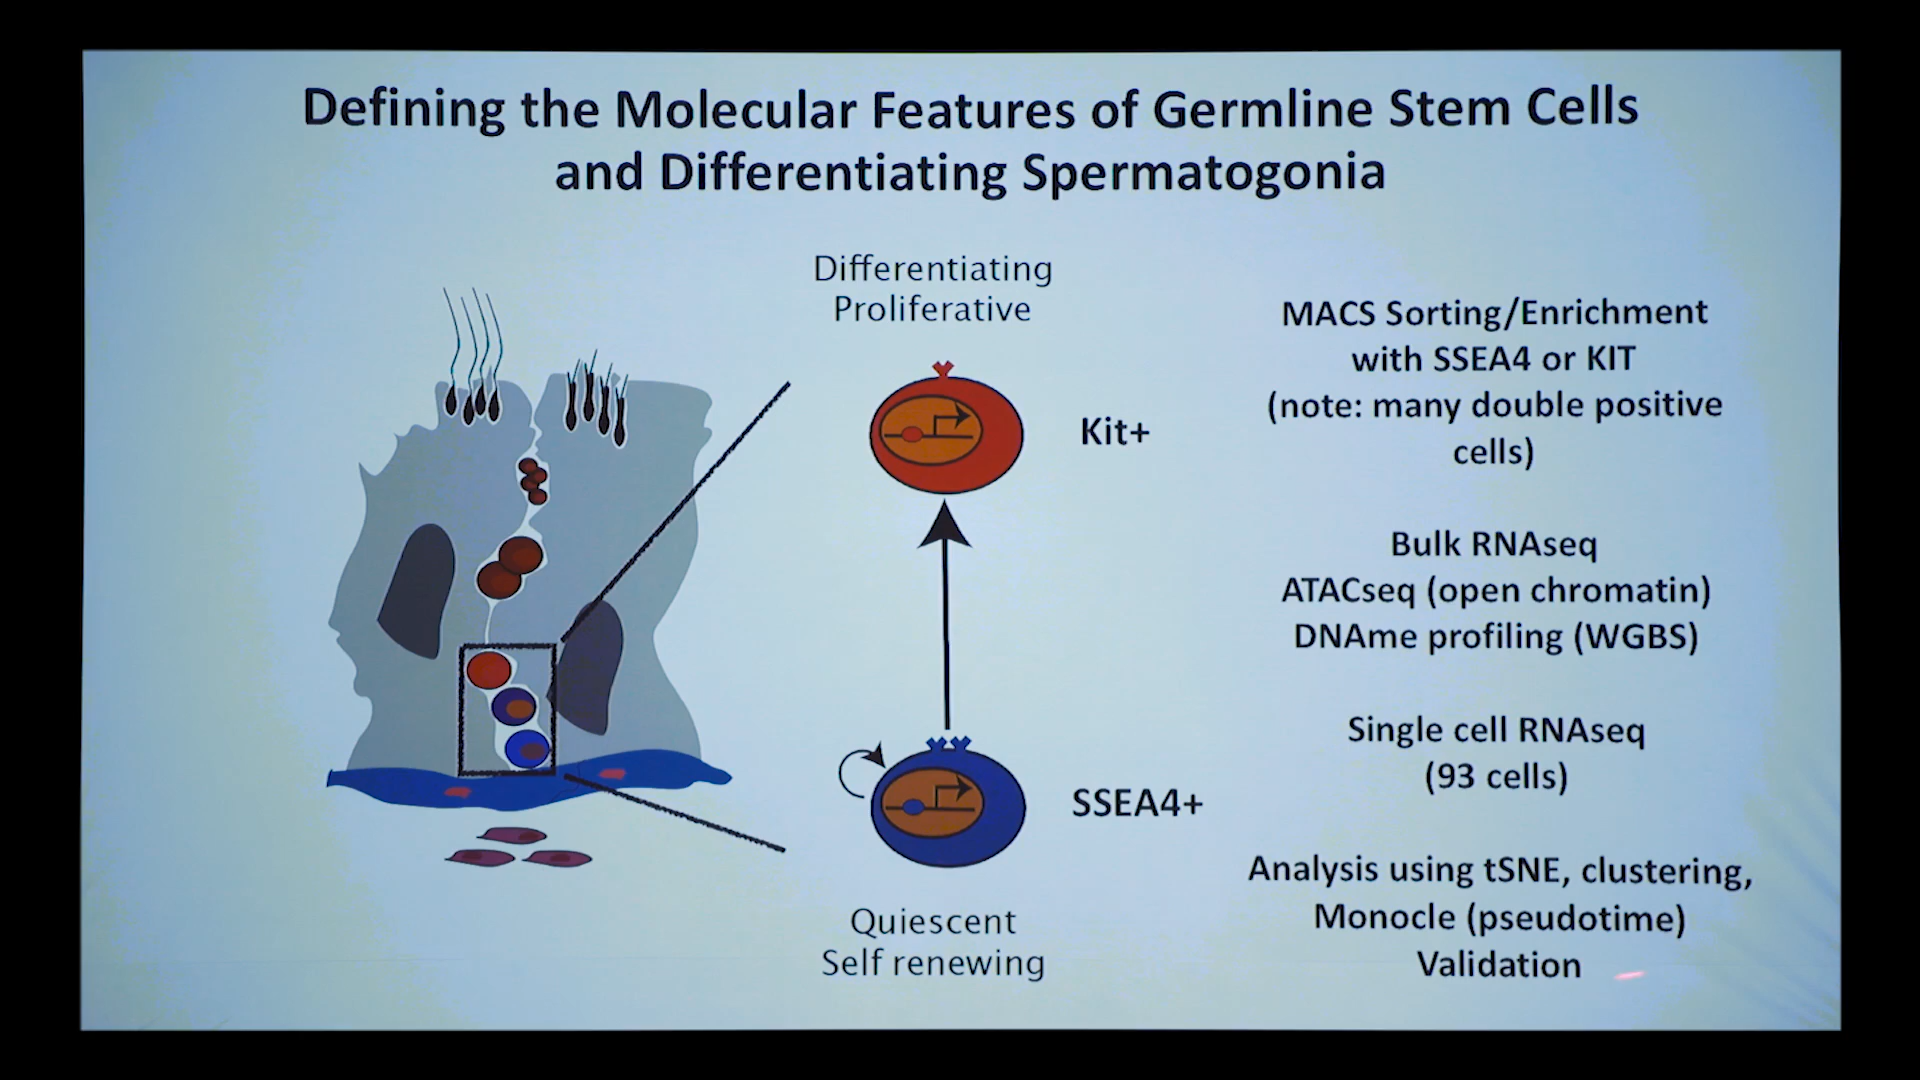 Defining the Molecular Features of Germline Stem Cells
and Differentiating Spermatogonia
Differentiating
Proliferative
Kit+
SSEA4+
Quiescent
Self renewing
MACS Sorting/Enrichment
with SSEA4 or KIT
(note: many double positive
cells)
Bulk RNAseq
ATACseq (open chromatin)
DNAme profiling (WGBS)
Single cell RNAseq
(93 cells)
Analysis using tSNE, clustering,
Monocle (pseudotime)
Validation